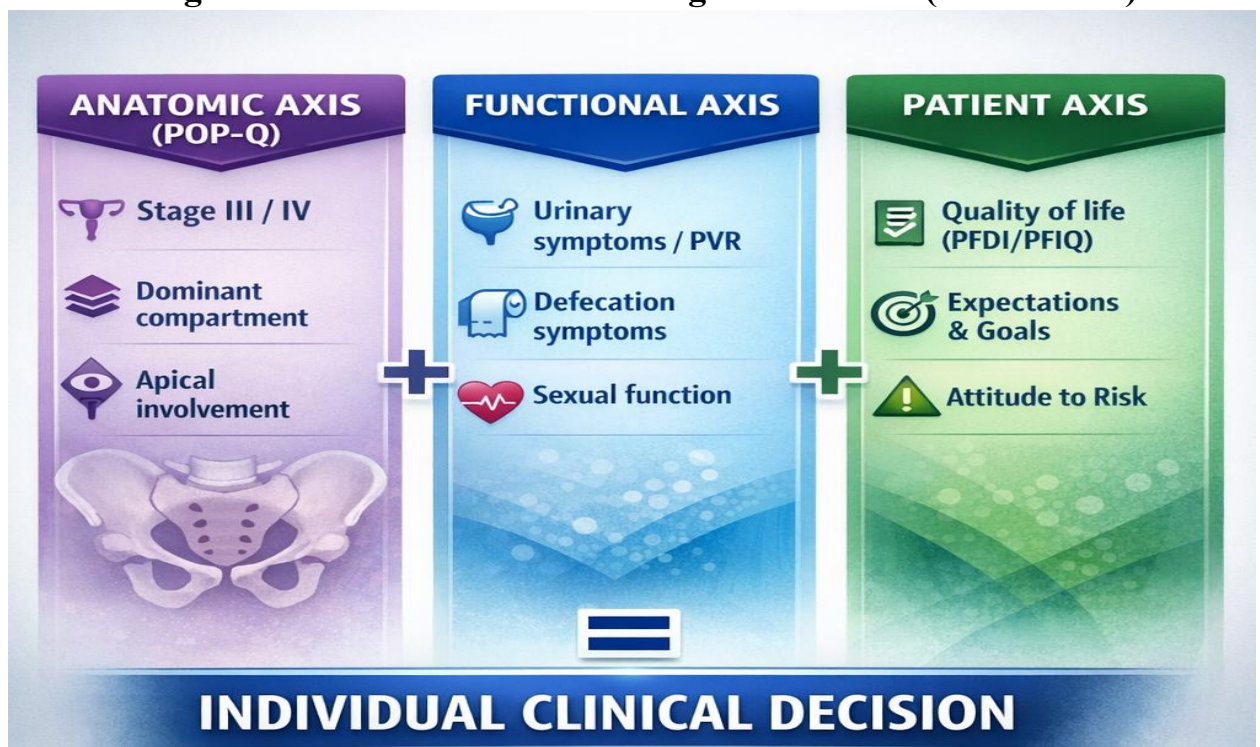 ANATOMIC AXIS
(POP-Q)
Stage III / IV
Dominant
compartment
Apical
involvement
+
FUNCTIONAL AXIS
Urinary
symptoms / PVR
Defecation
symptoms
Sexual function
+
PATIENT AXIS
Quality of life
(PFDI/PFIQ)
Expectations
& Goals
Attitude to Risk
=
INDIVIDUAL CLINICAL DECISION